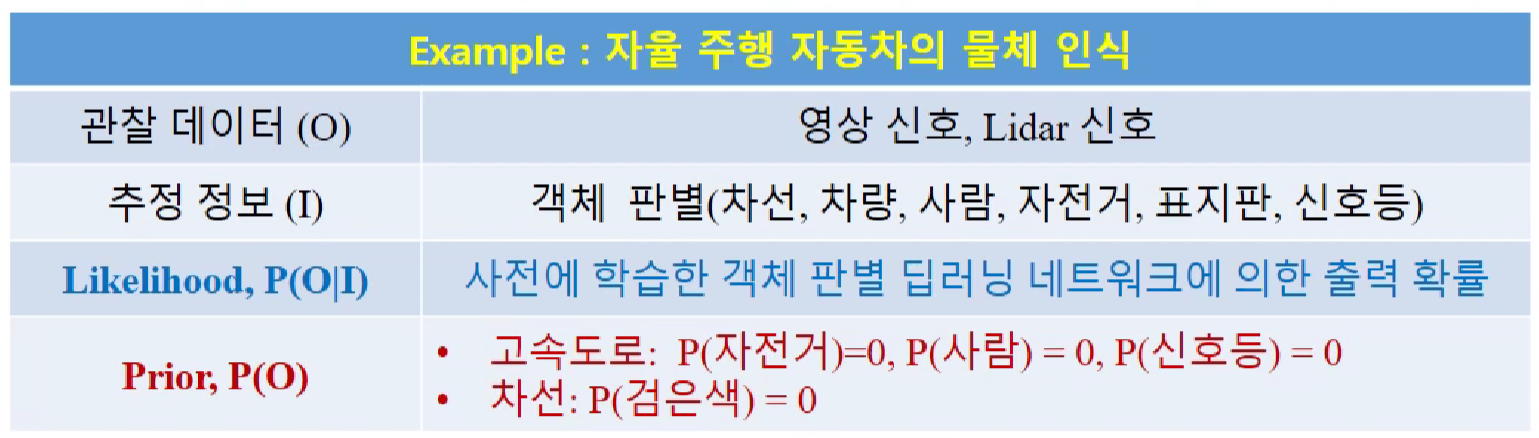 Example : 자율 주행 자동차의 물체 인식
관찰 데이터 (O)
영상 신호, Lidar 신호
추정 정보 (I)
객체 판별(차선, 차량, 사람, 자전거, 표지판, 신호등)
Likelihood, P(O|I)
사전에 학습한 객체 판별 딥러닝 네트워크에 의한 출력 확률
Prior, P(O)
• 고속도로: P(자전거)=0, P(사람) = 0, P(신호등) = 0
• 차선: P(검은색) = 0